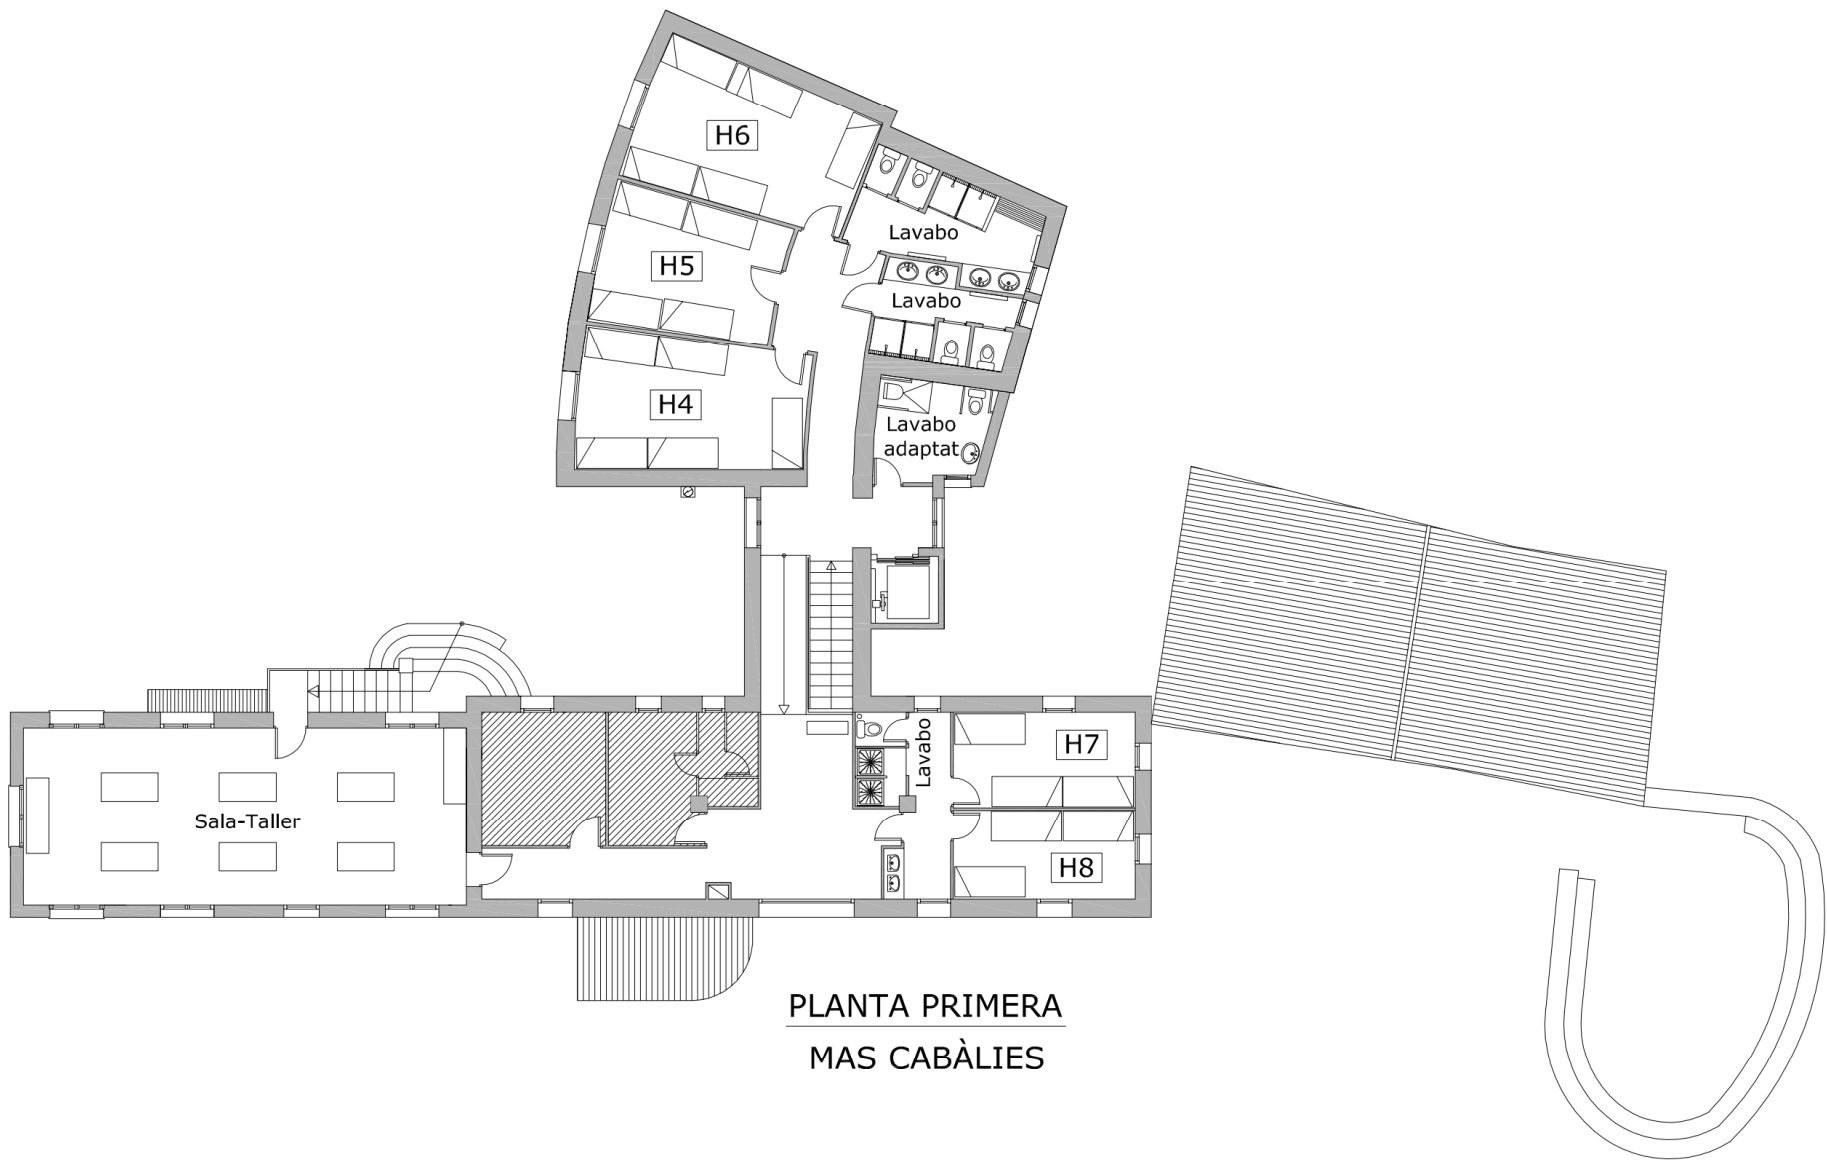 H6
Lavabo
H5
Lavabo
H4
Lavabo
adaptat
Lavabo
H7
Sala-Taller
H8
PLANTA PRIMERA
MAS CABÀLIES